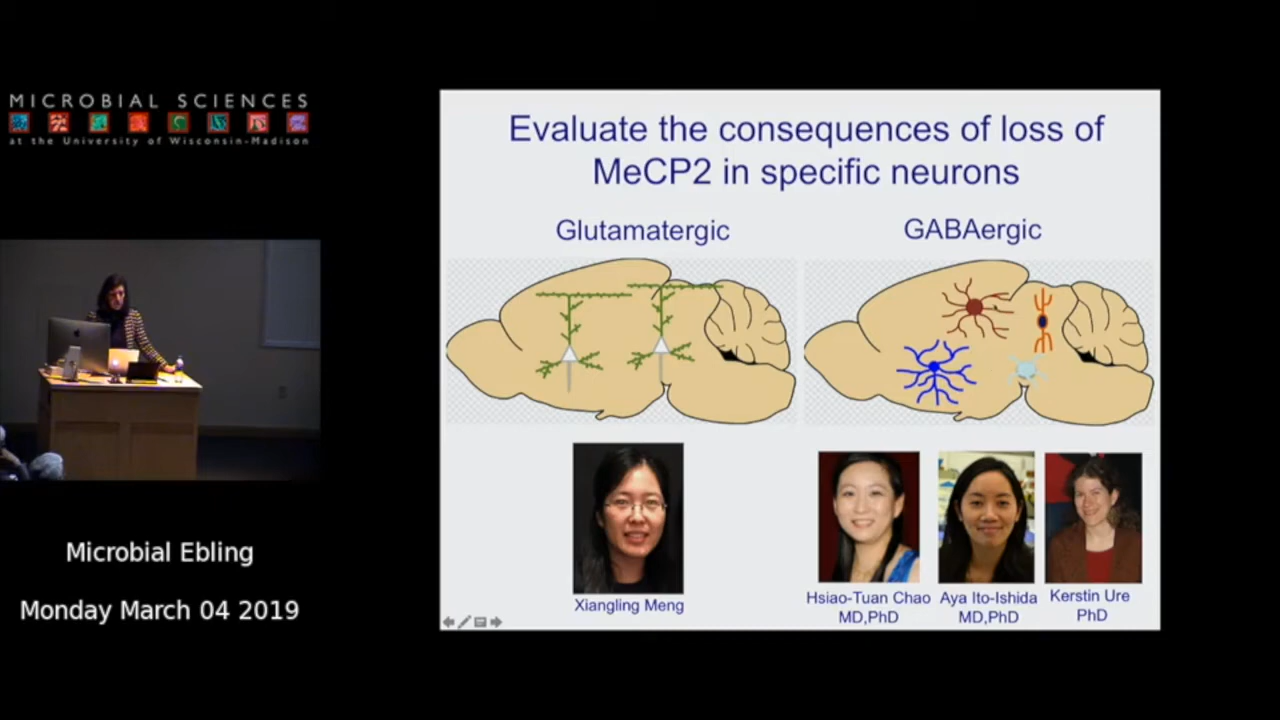 MICROBIAL SCIENCES
at the University of Wisconsin-Madison
Microbial Ebling
Monday March 04 2019
Evaluate the consequences of loss of
MeCP2 in specific neurons
Glutamatergic
GABAergic
Xiangling Meng
Hsiao-Tuan Chao
MD,PhD
Aya Ito-Ishida
MD,PhD
Kerstin Ure
PhD